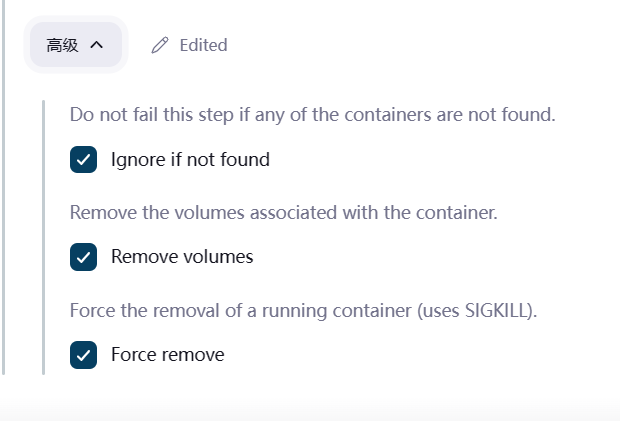 高级 Edited
Do not fail this step if any of the containers are not found.
Ignore if not found
Remove the volumes associated with the container.
Remove volumes
Force the removal of a running container (uses SIGKILL).
Force remove